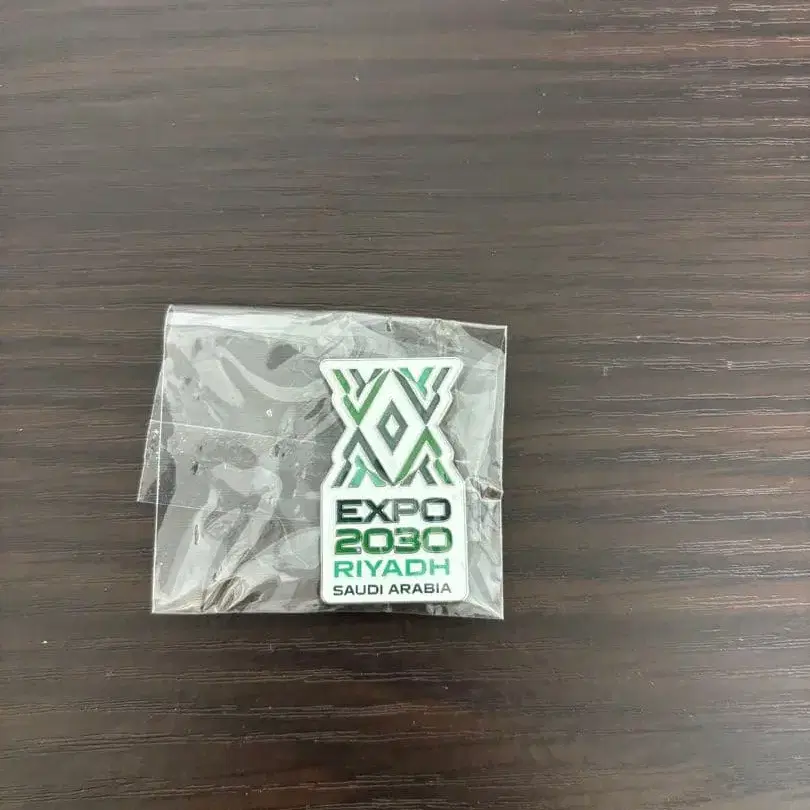 EXPO
2030
RIYADH
SAUDI ARABIA